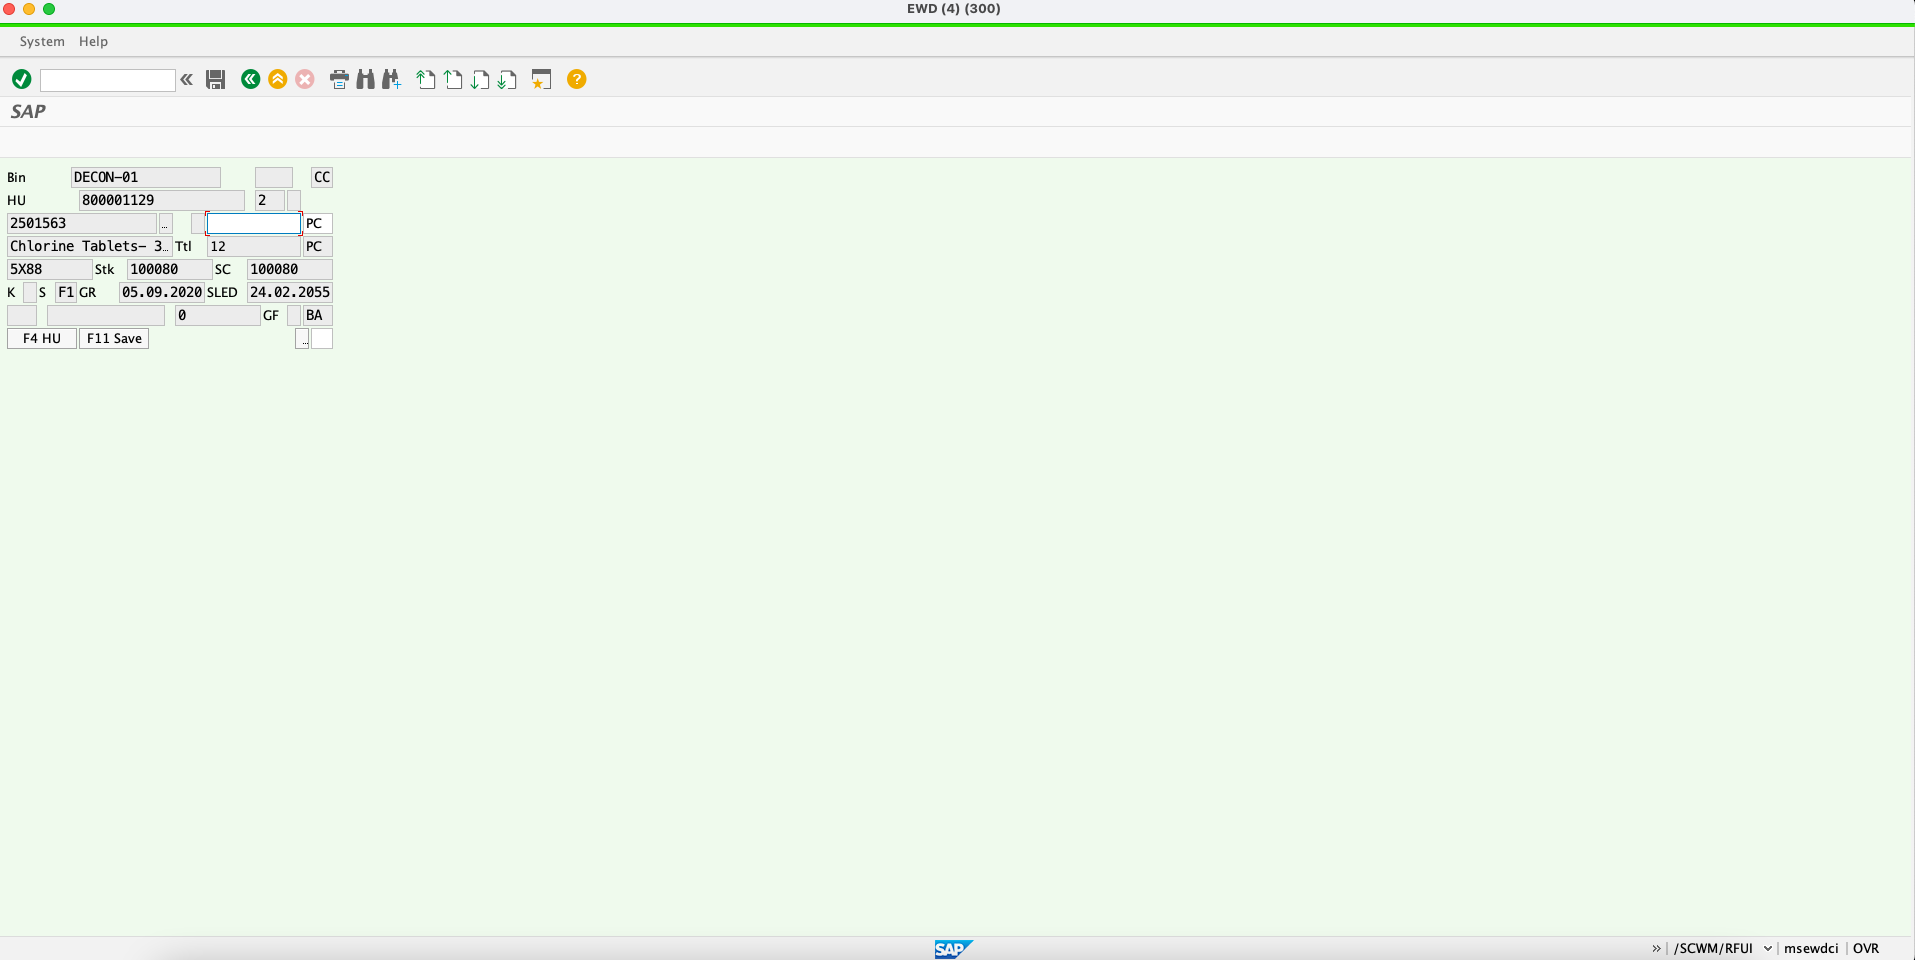 EWD (4) (300)
System Help
SAP
Bin DECON-01 CC
HU 800001129 2
2501563 ... PC
Chlorine Tablets- 3… Ttl 12 PC
5X88 Stk 100080 SC 100080
K S F1 GR 05.09.2020 SLED 24.02.2055
0 GF BA
F4 HU F11 Save ..
SAP » /SCWM/RFUI msewdci OVR